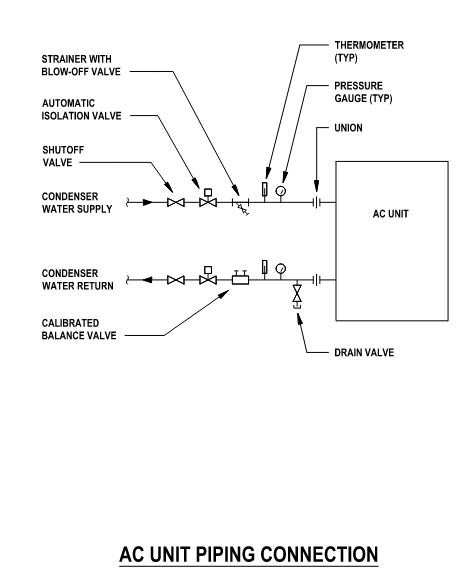 STRAINER WITH
BLOW-OFF VALVE
THERMOMETER
(TYP)
PRESSURE
GAUGE (TYP)
AUTOMATIC
ISOLATION VALVE
UNION
SHUTOFF
VALVE
CONDENSER
WATER SUPPLY
AC UNIT
CONDENSER
WATER RETURN
CALIBRATED
BALANCE VALVE
DRAIN VALVE
AC UNIT PIPING CONNECTION